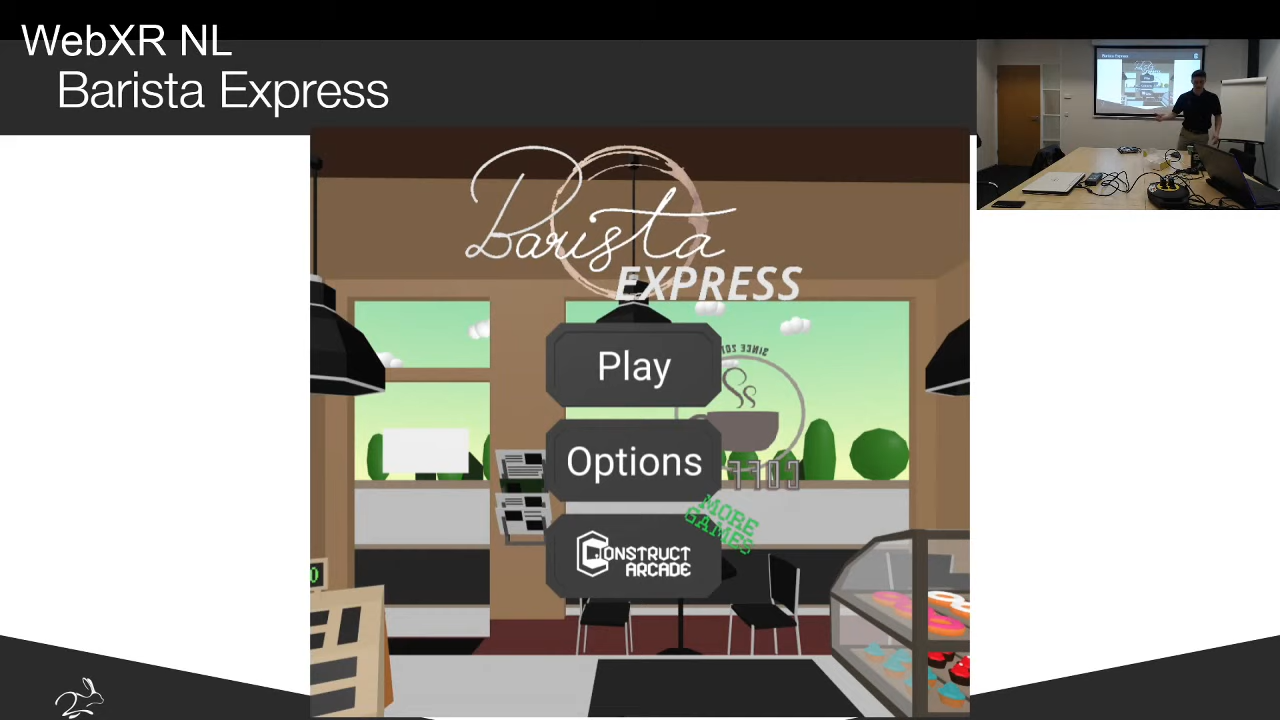 WebXR NL
Barista Express
Barista
EXPRESS
Play
Options
MORE
GAMES
CONSTRUCT
ARCADE